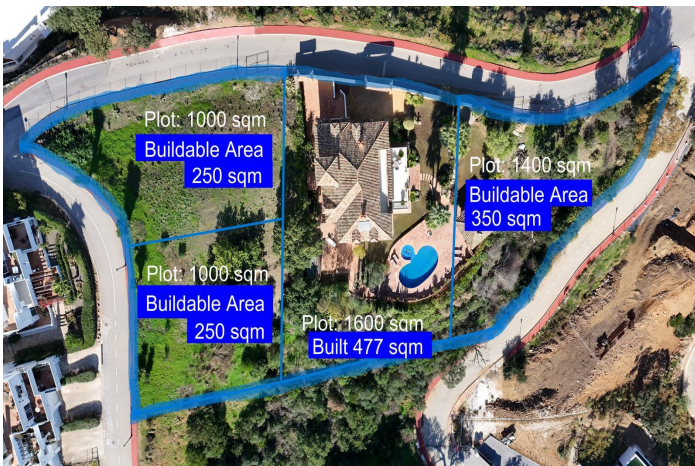 Plot: 1000 sqm
Buildable Area
250 sqm
Plot: 1400 sqm
Buildable Area
350 sqm
Plot: 1000 sqm
Buildable Area
250 sqm
Plot: 1600 sqm
Built 477 sqm